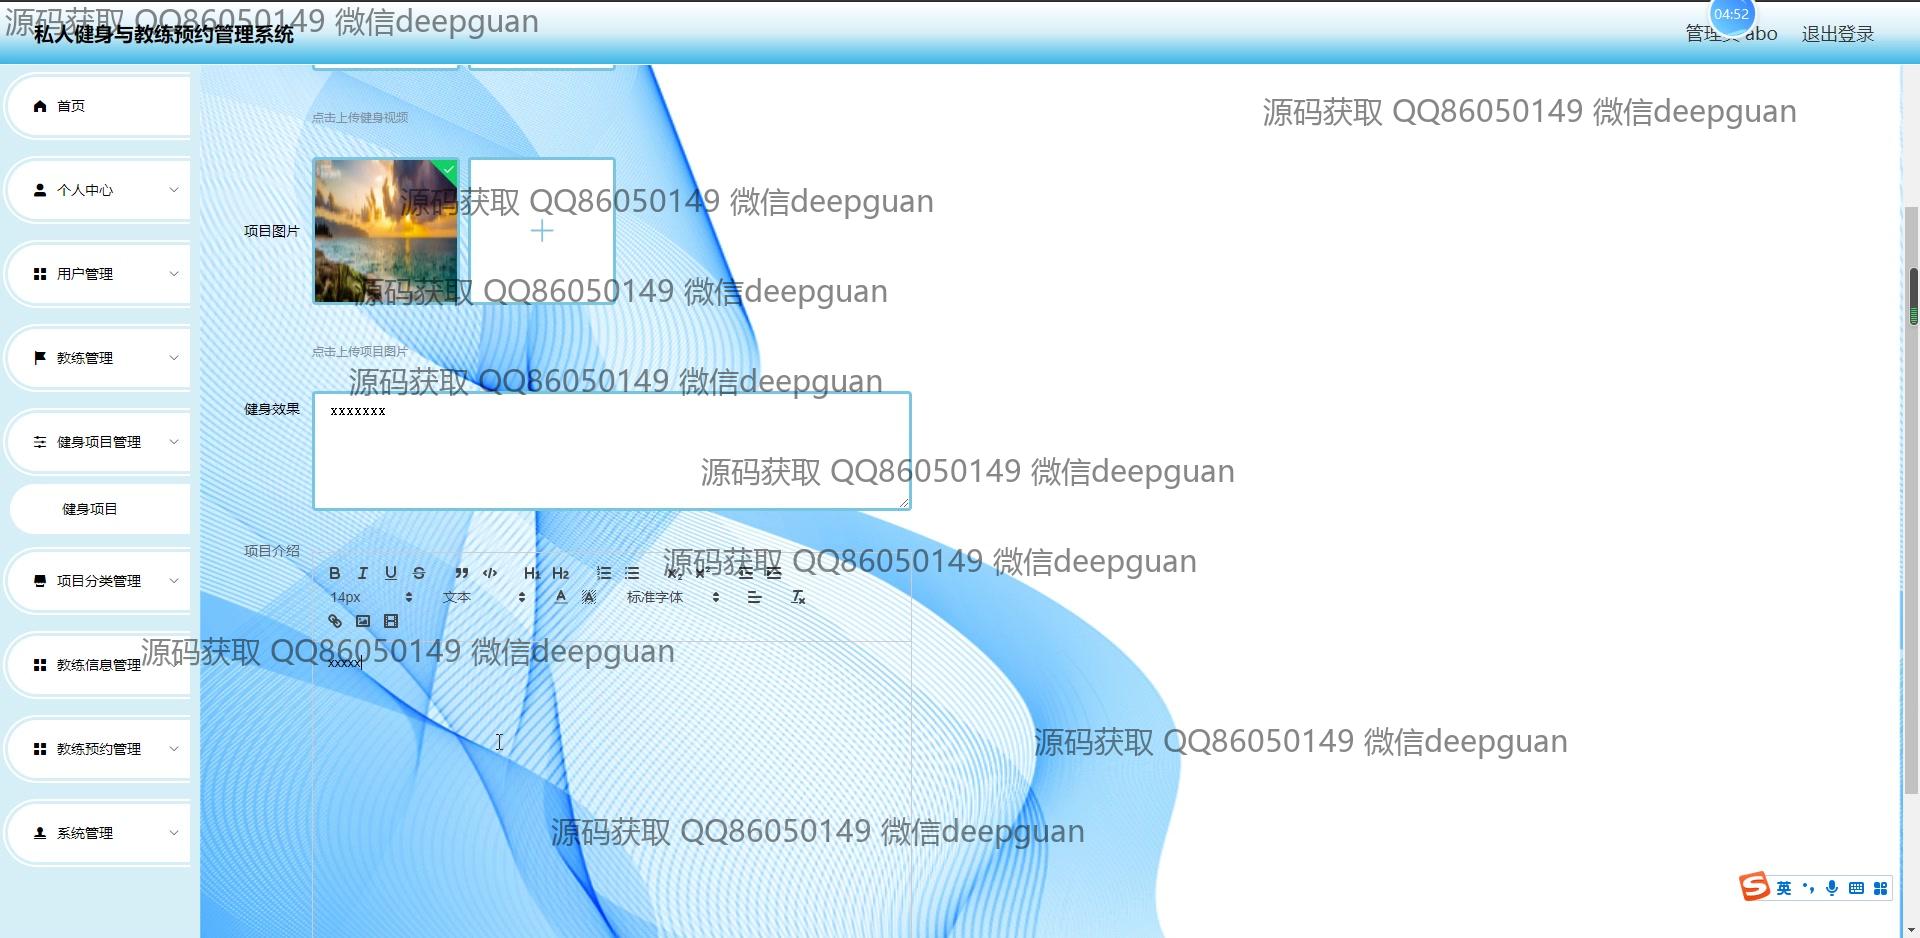 源码获取 QQ86050149 微信deepguan
私人健身与教练预约管理系统
04:52
管理员 abo
退出登录
源码获取 QQ86050149 微信deepguan
首页
点击上传健身视频
个人中心
源码获取 QQ86050149 微信deepguan
项目图片
用户管理
源码获取 QQ86050149 微信deepguan
点击上传项目图片
教练管理
源码获取 QQ86050149 微信deepguan
健身效果
xxxxxxx
健身项目管理
源码获取 QQ86050149 微信deepguan
健身项目
项目介绍
源码获取 QQ86050149 微信deepguan
B I U S ” </> H1 H2 X2 X2
项目分类管理
14px 文本 A A 标准字体 Tx
源码获取 QQ86050149 微信deepguan
教练信息管理
xxxxx
教练预约管理
源码获取 QQ86050149 微信deepguan
系统管理
源码获取 QQ86050149 微信deepguan
S 英